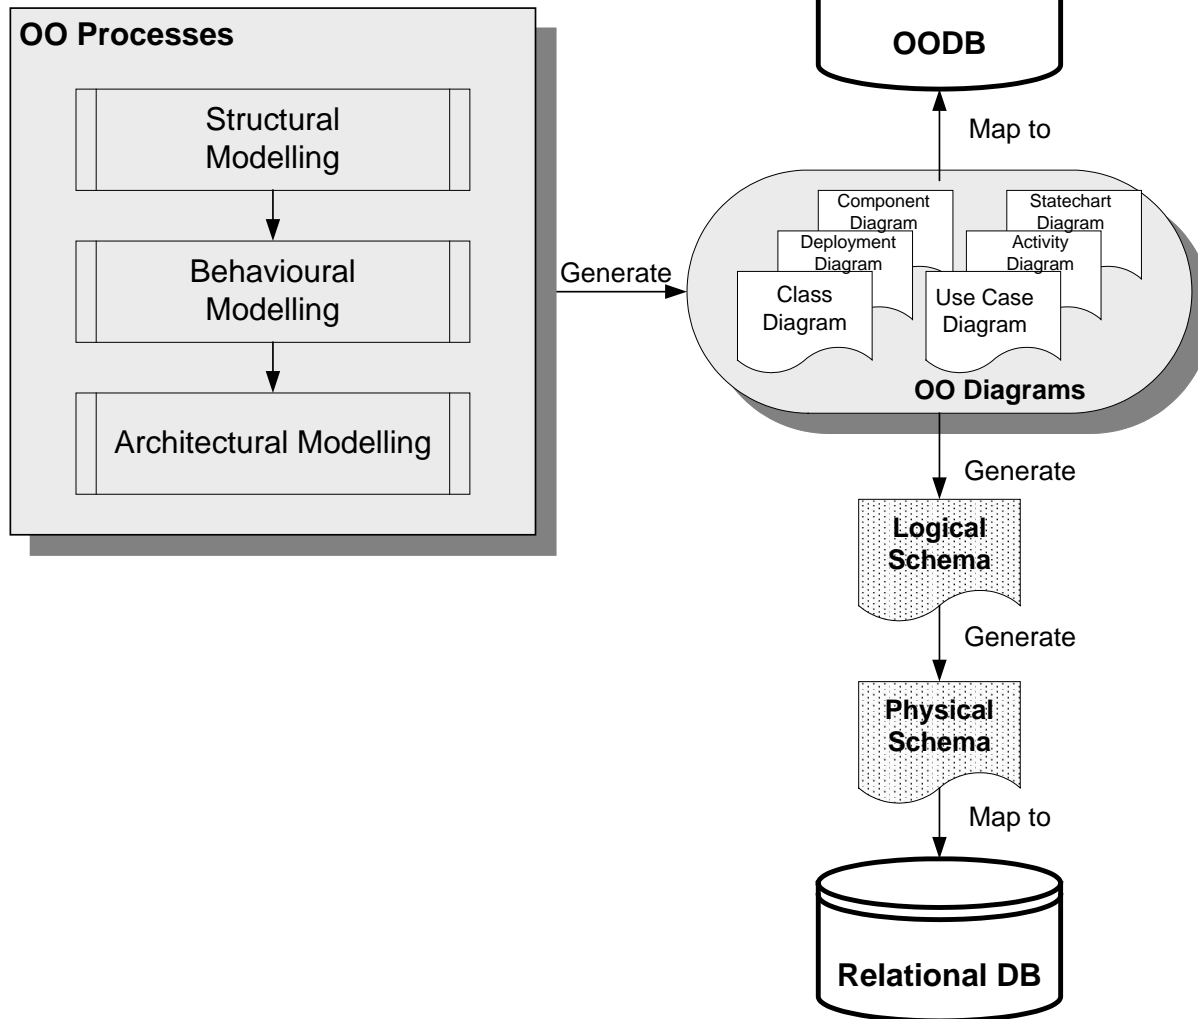 OO Processes
Structural
Modelling
Behavioural
Modelling
Architectural Modelling
Generate
OODB
Map to
Component
Diagram
Statechart
Diagram
Deployment
Diagram
Activity
Diagram
Class
Diagram
Use Case
Diagram
OO Diagrams
Generate
Logical
Schema
Generate
Physical
Schema
Map to
Relational DB